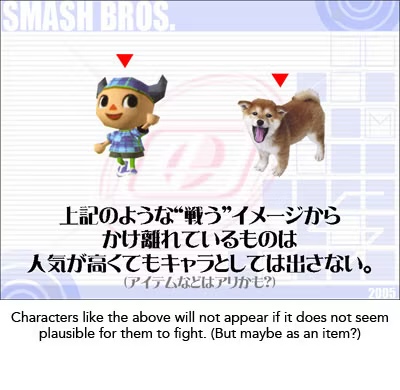 SMASH BROS.
上記のような“戦う”イメージから
かけ離れているものは
人気が高くてもキャラとしては出さない。
(アイテムなどはアリかも?)
2005
Characters like the above will not appear if it does not seem
plausible for them to fight. (But maybe as an item?)